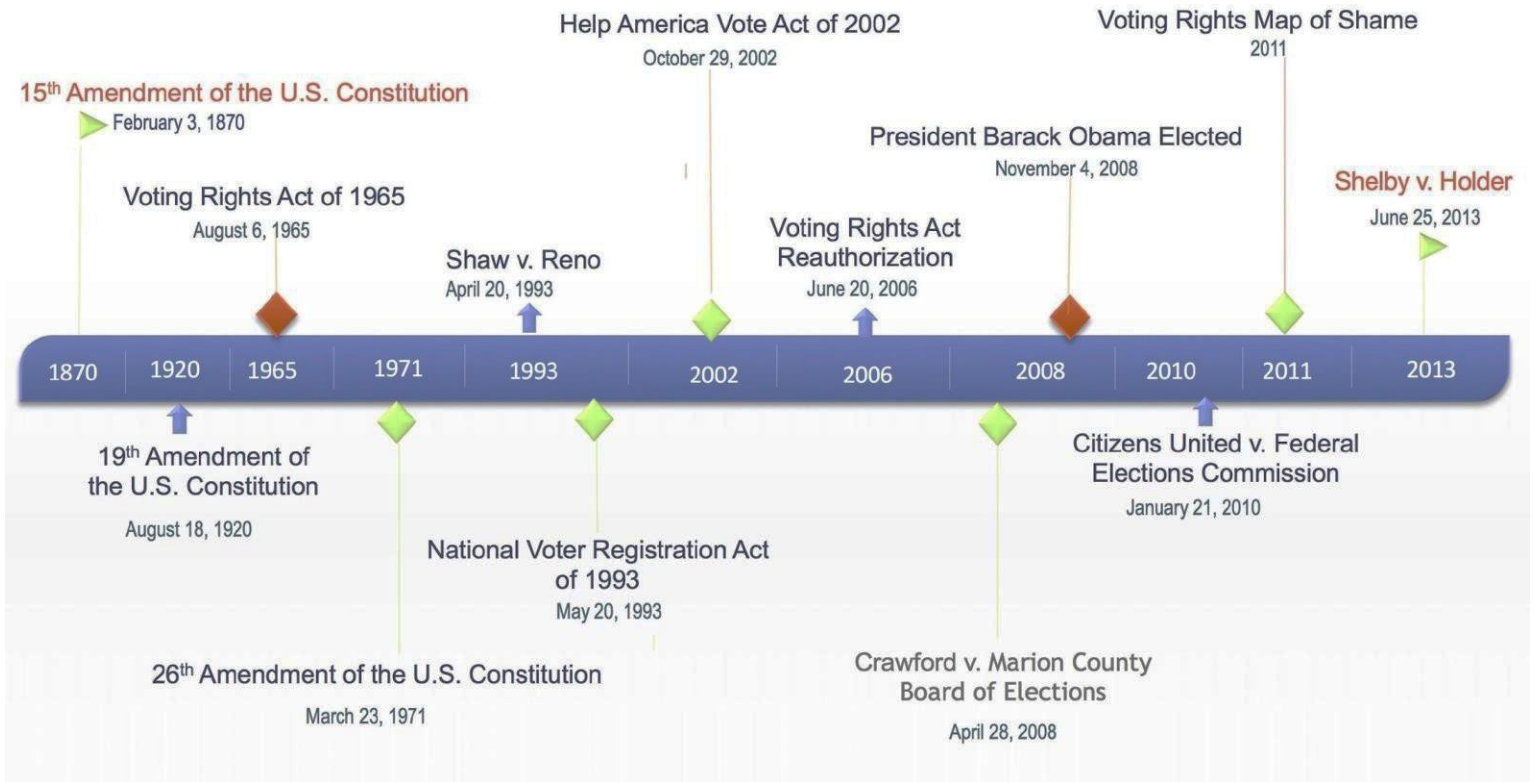 Help America Vote Act of 2002
October 29, 2002
Voting Rights Map of Shame
2011
15th Amendment of the U.S. Constitution
February 3, 1870
President Barack Obama Elected
November 4, 2008
Voting Rights Act of 1965
August 6, 1965
Shelby v. Holder
June 25, 2013
Shaw v. Reno
April 20, 1993
Voting Rights Act
Reauthorization
June 20, 2006
1870 1920 1965 1971 1993 2002 2006 2008 2010 2011 2013
19th Amendment of
the U.S. Constitution
August 18, 1920
Citizens United v. Federal
Elections Commission
January 21, 2010
National Voter Registration Act
of 1993
May 20, 1993
26th Amendment of the U.S. Constitution
March 23, 1971
Crawford v. Marion County
Board of Elections
April 28, 2008